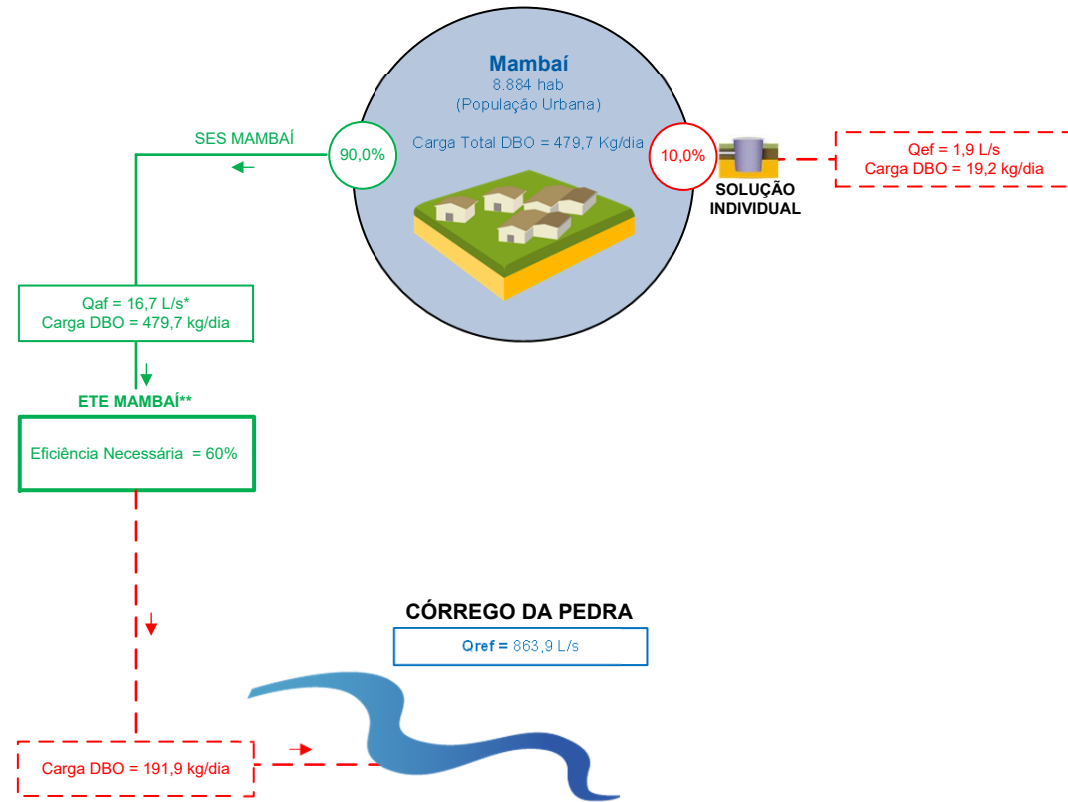 Mambaí
8.884 hab
(População Urbana)
Carga Total DBO = 479,7 Kg/dia
SES MAMBAÍ
90,0%
10,0%
SOLUÇÃO
INDIVIDUAL
Qef = 1,9 L/s
Carga DBO = 19,2 kg/dia
Qaf = 16,7 L/s*
Carga DBO = 479,7 kg/dia
ETE MAMBAÍ**
Eficiência Necessária = 60%
CÓRREGO DA PEDRA
Qref = 863,9 L/s
Carga DBO = 191,9 kg/dia